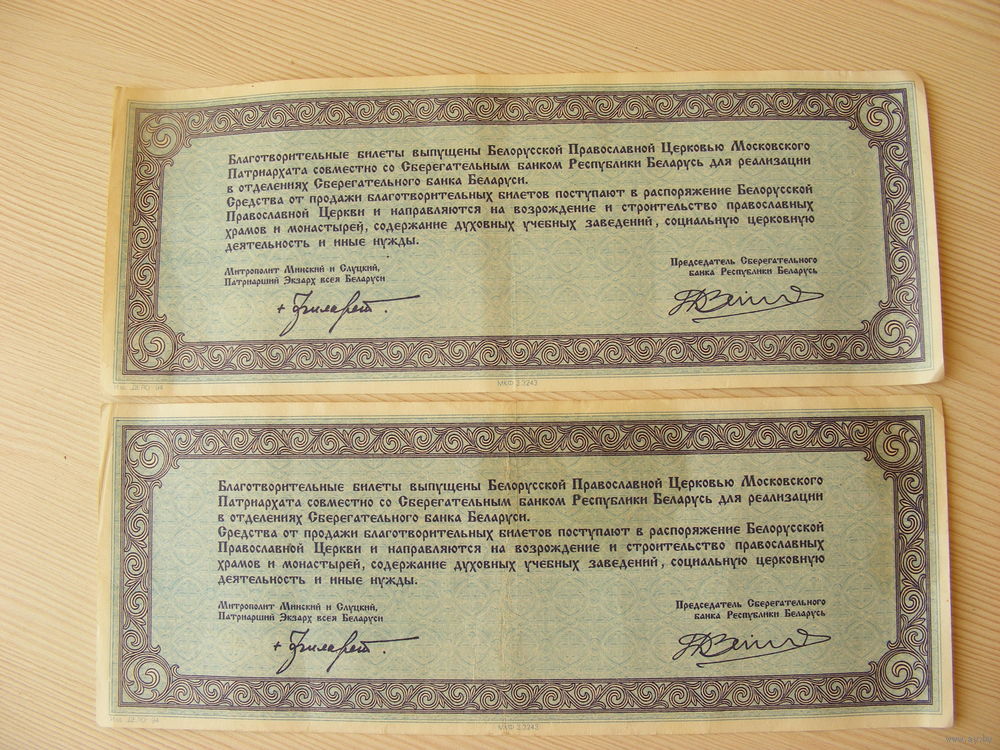 Благотворительные билеты выпущены Белорусской Православной Церковью Московского
Патриархата совместно со Сберегательным банком Республики Беларусь для реализации
в отделениях Сберегательного банка Беларуси.
Средства от продажи благотворительных билетов поступают в распоряжение Белорусской
Православной Церкви и направляются на возрождение и строительство православных
храмов и монастырей, содержание духовных учебных заведений, социальную церковную
деятельность и иные нужды.
Митрополит Минский и Слуцкий,
Патриарший Экзарх всея Беларуси
Председатель Сберегательного
банка Республики Беларусь
+ Филарет.
МКФ З.3243
Благотворительные билеты выпущены Белорусской Православной Церковью Московского
Патриархата совместно со Сберегательным банком Республики Беларусь для реализации
в отделениях Сберегательного банка Беларуси.
Средства от продажи благотворительных билетов поступают в распоряжение Белорусской
Православной Церкви и направляются на возрождение и строительство православных
храмов и монастырей, содержание духовных учебных заведений, социальную церковную
деятельность и иные нужды.
Митрополит Минский и Слуцкий,
Патриарший Экзарх всея Беларуси
Председатель Сберегательного
банка Республики Беларусь
+ Филарет.
МКФ З.3243